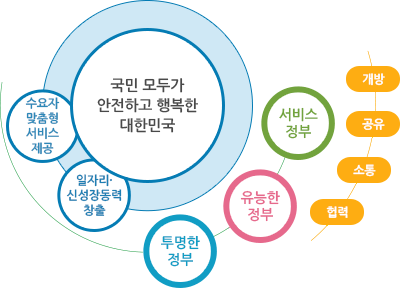 국민 모두가
안전하고 행복한
대한민국
수요자
맞춤형
서비스
제공
일자리·
신성장동력
창출
투명한
정부
유능한
정부
서비스
정부
개방
공유
소통
협력